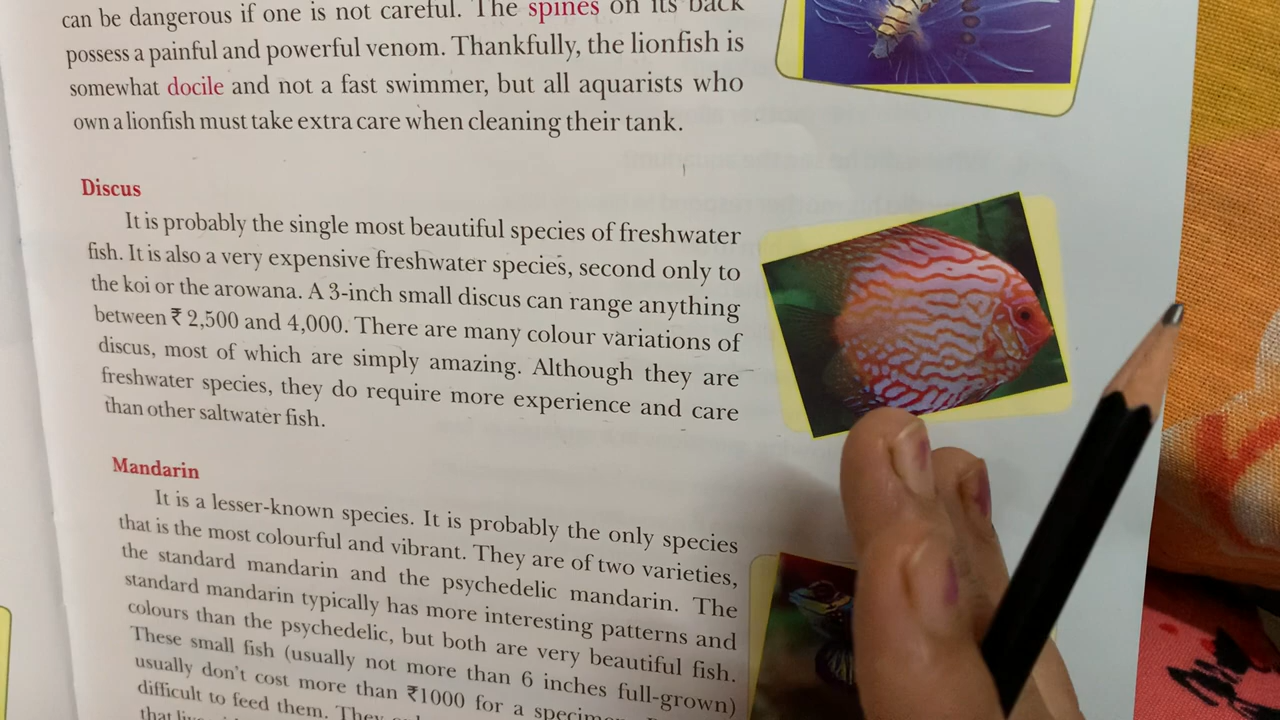 can be dangerous if one is not careful. The spines on its back
possess a painful and powerful venom. Thankfully, the lionfish is
somewhat docile and not a fast swimmer, but all aquarists who
own a lionfish must take extra care when cleaning their tank.
Discus
It is probably the single most beautiful species of freshwater
fish. It is also a very expensive freshwater species, second only to
the koi or the arowana. A 3-inch small discus can range anything
between ₹ 2,500 and 4,000. There are many colour variations of
discus, most of which are simply amazing. Although they are
freshwater species, they do require more experience and care
than other saltwater fish.
Mandarin
It is a lesser-known species. It is probably the only species
that is the most colourful and vibrant. They are of two varieties,
the standard mandarin and the psychedelic mandarin. The
standard mandarin typically has more interesting patterns and
colours than the psychedelic, but both are very beautiful fish.
These small fish (usually not more than 6 inches full-grown)
usually don't cost more than ₹1000 for a
difficult to feed them. They
that